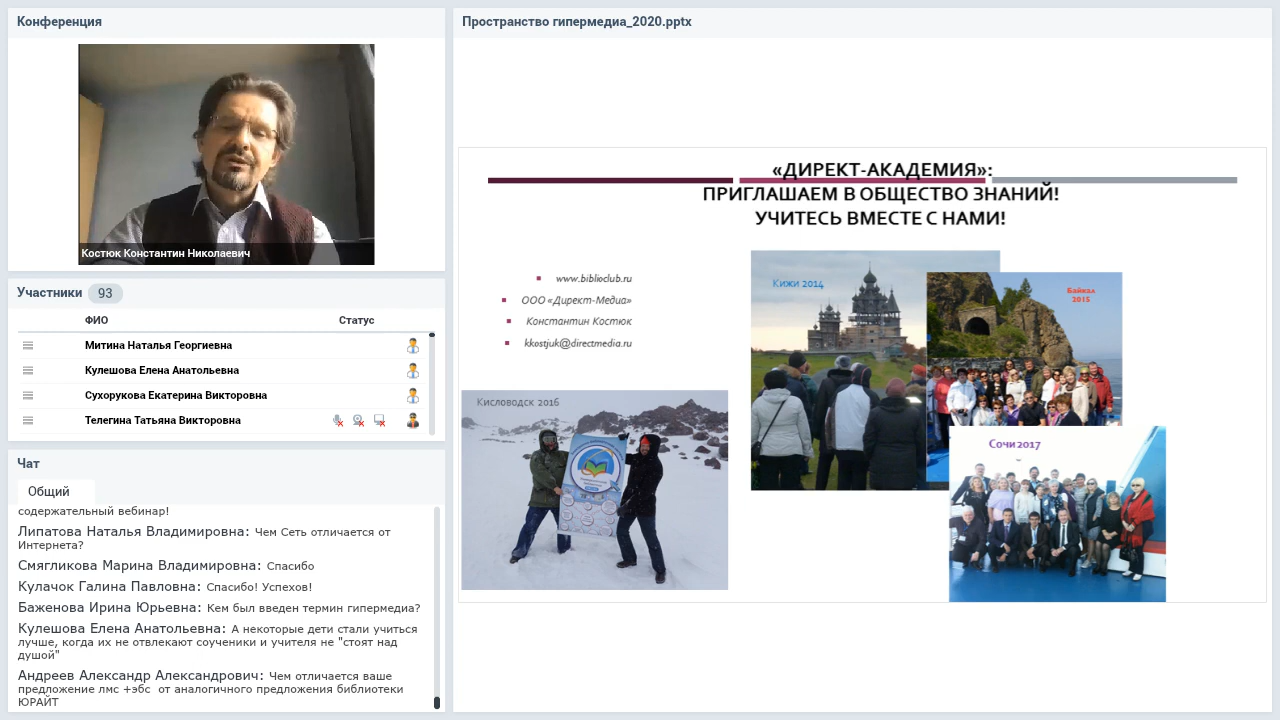 Конференция
Костюк Константин Николаевич
Участники 93
ФИО Статус
Митина Наталья Георгиевна
Кулешова Елена Анатольевна
Сухорукова Екатерина Викторовна
Телегина Татьяна Викторовна
Чат
Общий
содержательный вебинар!
Липатова Наталья Владимировна: Чем Сеть отличается от
Интернета?
Смягликова Марина Владимировна: Спасибо
Кулачок Галина Павловна: Спасибо! Успехов!
Баженова Ирина Юрьевна: Кем был введен термин гипермедиа?
Кулешова Елена Анатольевна: А некоторые дети стали учиться
лучше, когда их не отвлекают соученики и учителя не "стоят над
душой"
Андреев Александр Александрович: Чем отличается ваше
предложение лмс +эбс от аналогичного предложения библиотеки
ЮРАЙТ
Пространство гипермедиа_2020.pptx
«ДИРЕКТ-АКАДЕМИЯ»:
ПРИГЛАШАЕМ В ОБЩЕСТВО ЗНАНИЙ!
УЧИТЕСЬ ВМЕСТЕ С НАМИ!
www.biblioclub.ru
ООО «Директ-Медиа»
Константин Костюк
kkostjuk@directmedia.ru
Кижи 2014
Байкал
2015
Кисловодск 2016
Сочи 2017